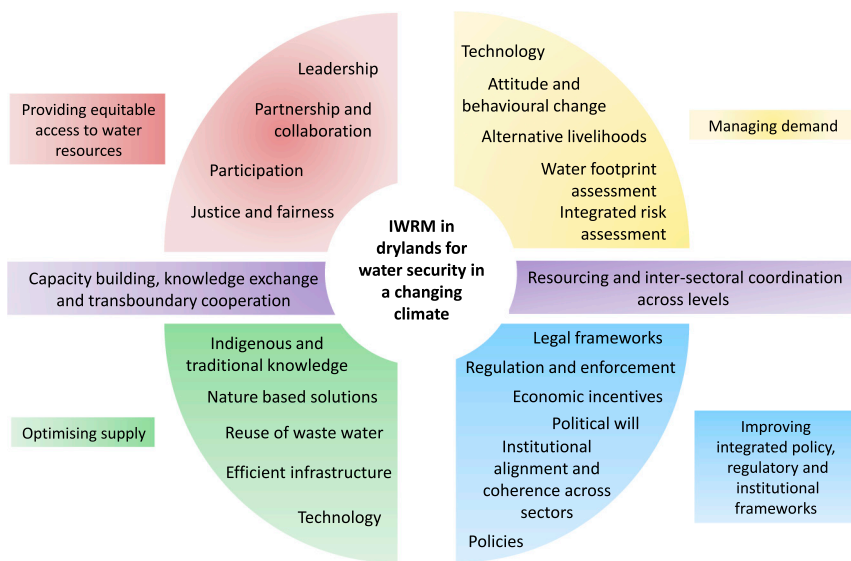 Providing equitable
access to water
resources
Leadership
Partnership and
collaboration
Participation
Justice and fairness
Technology
Attitude and
behavioural change
Alternative livelihoods
Water footprint
assessment
Integrated risk
assessment
Managing demand
IWRM in
drylands for
water security in
a changing
climate
Capacity building, knowledge exchange
and transboundary cooperation
Resourcing and inter-sectoral coordination
across levels
Optimising supply
Indigenous and
traditional knowledge
Nature based solutions
Reuse of waste water
Efficient infrastructure
Technology
Legal frameworks
Regulation and enforcement
Economic incentives
Political will
Institutional
alignment and
coherence across
sectors
Policies
Improving
integrated policy,
regulatory and
institutional
frameworks